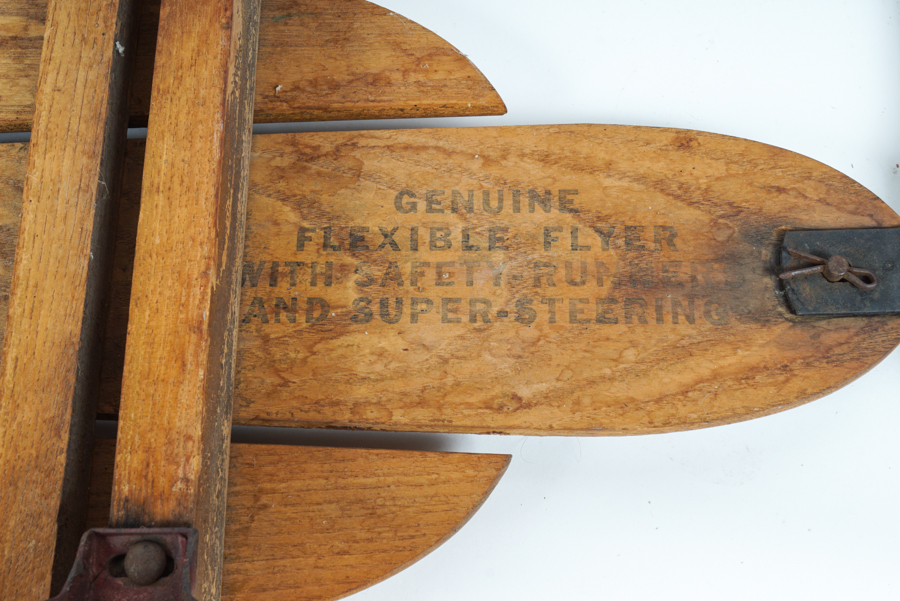 GENUINE
FLEXIBLE FLYER
WITH SAFETY-RUNNERS
AND SUPER-STEERING